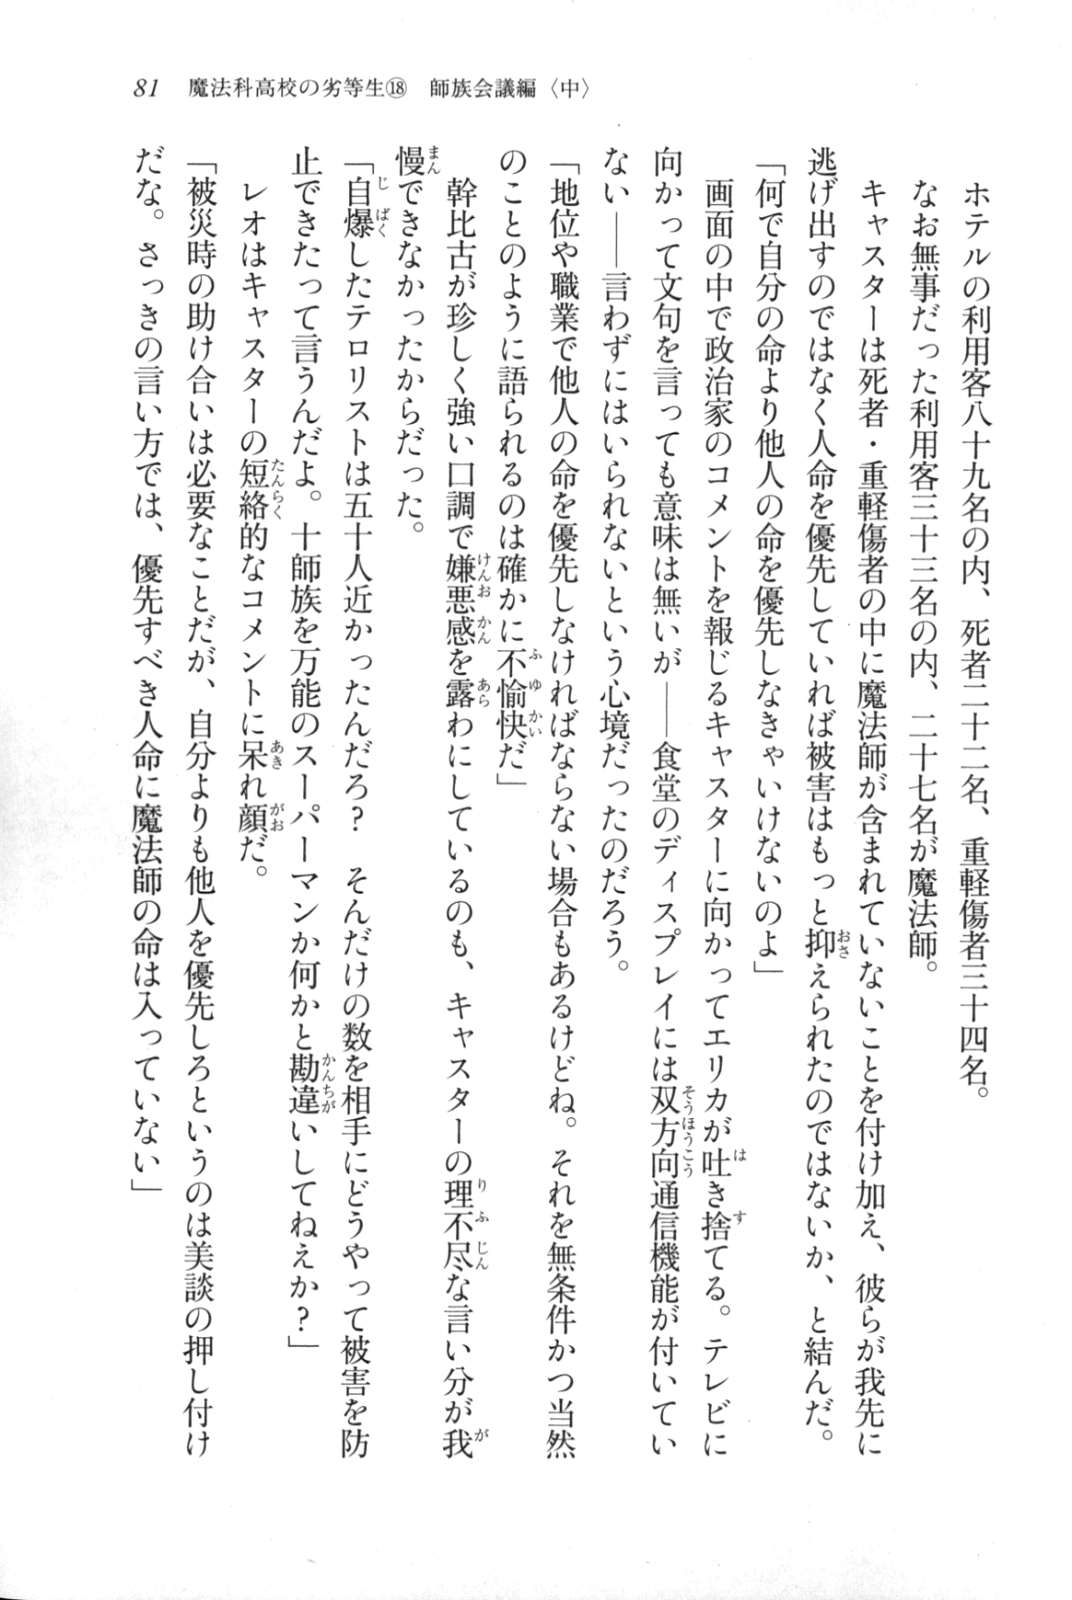 81　魔法科高校の劣等生⑱　師族会議編〈中〉
ホテルの利用客八十九名の内、死者二十二名、重軽傷者三十四名。
なお無事だった利用客三十三名の内、二十七名が魔法師。
キャスターは死者・重軽傷者の中に魔法師が含まれていないことを付け加え、彼らが我先に
逃げ出すのではなく人命を優先していれば被害はもっと抑えられたのではないか、と結んだ。
「何で自分の命より他人の命を優先しなきゃいけないのよ」
画面の中で政治家のコメントを報じるキャスターに向かってエリカが吐き捨てる。テレビに
向かって文句を言っても意味は無いが――食堂のディスプレイには双方向通信機能が付いてい
ない――言わずにはいられないという心境だったのだろう。
「地位や職業で他人の命を優先しなければならない場合もあるけどね。それを無条件かつ当然
のことのように語られるのは確かに不愉快だ」
幹比古が珍しく強い口調で嫌悪感を露わにしているのも、キャスターの理不尽な言い分が我
慢できなかったからだった。
「自爆したテロリストは五十人近かったんだろ？　そんだけの数を相手にどうやって被害を防
止できたって言うんだよ。十師族を万能のスーパーマンか何かと勘違いしてねえか？」
レオはキャスターの短絡的なコメントに呆れ顔だ。
「被災時の助け合いは必要なことだが、自分よりも他人を優先しろというのは美談の押し付け
だな。さっきの言い方では、優先すべき人命に魔法師の命は入っていない」